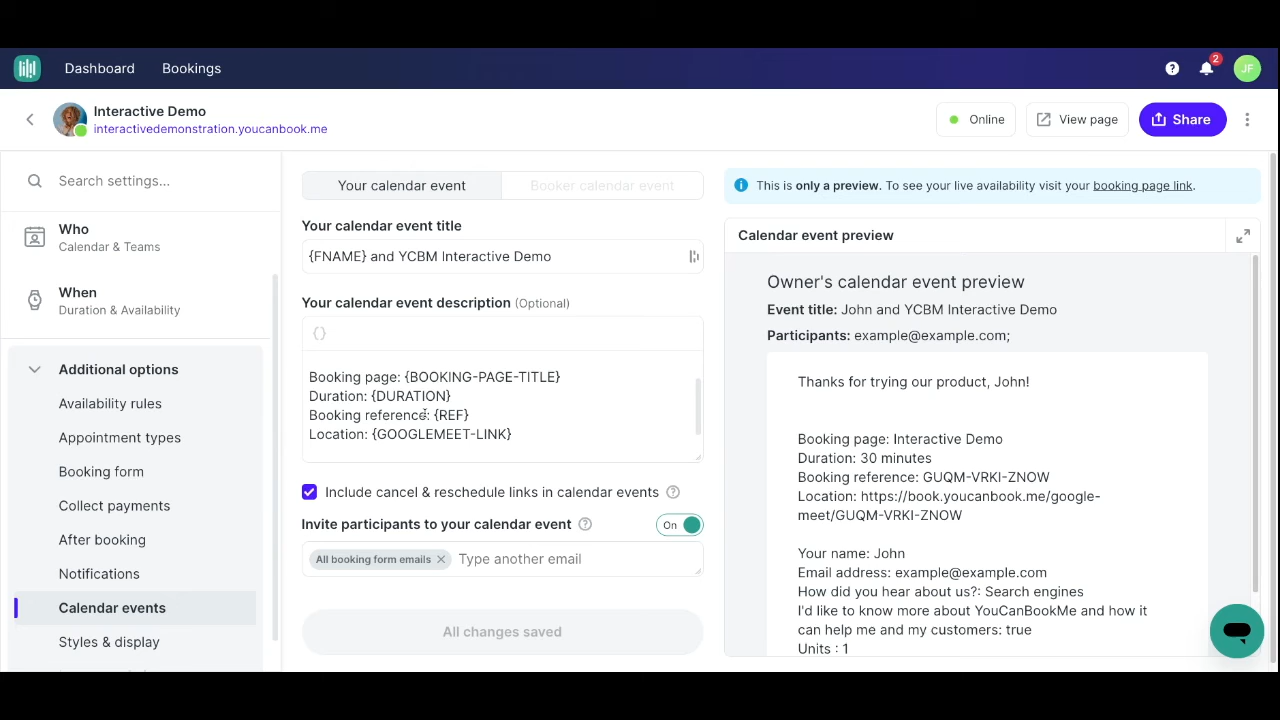 Dashboard
Bookings
2
JF
Interactive Demo
interactivedemonstration.youcanbook.me
Online
View page
Share
Search settings...
Who
Calendar & Teams
When
Duration & Availability
Additional options
Availability rules
Appointment types
Booking form
Collect payments
After booking
Notifications
Calendar events
Styles & display
Your calendar event
Booker calendar event
Your calendar event title
{FNAME} and YCBM Interactive Demo
Your calendar event description (Optional)
{}
Booking page: {BOOKING-PAGE-TITLE}
Duration: {DURATION}
Booking reference: {REF}
Location: {GOOGLEMEET-LINK}
Include cancel & reschedule links in calendar events
Invite participants to your calendar event
On
All booking form emails
Type another email
All changes saved
This is only a preview. To see your live availability visit your booking page link.
Calendar event preview
Owner's calendar event preview
Event title: John and YCBM Interactive Demo
Participants: example@example.com;
Thanks for trying our product, John!
Booking page: Interactive Demo
Duration: 30 minutes
Booking reference: GUQM-VRKI-ZNOW
Location: https://book.youcanbook.me/google-
meet/GUQM-VRKI-ZNOW
Your name: John
Email address: example@example.com
How did you hear about us?: Search engines
I'd like to know more about YouCanBookMe and how it
can help me and my customers: true
Units : 1